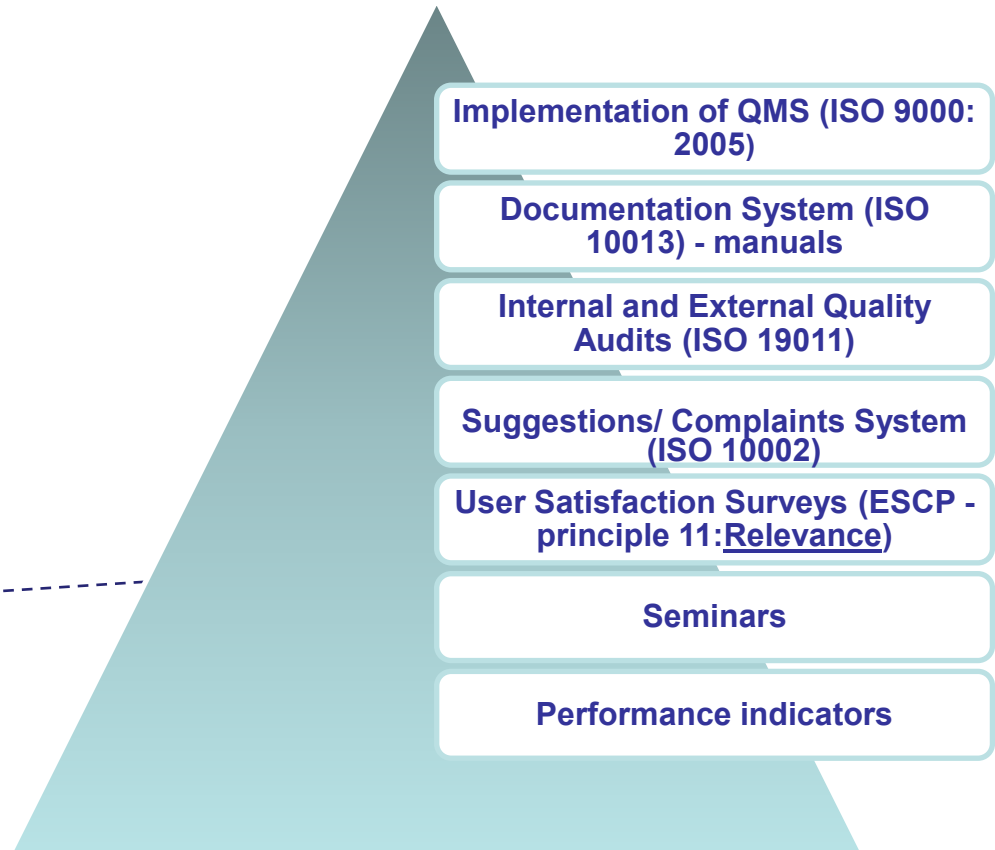 Implementation of QMS (ISO 9000:
2005)
Documentation System (ISO
10013) - manuals
Internal and External Quality
Audits (ISO 19011)
Suggestions/ Complaints System
(ISO 10002)
User Satisfaction Surveys (ESCP -
principle 11:Relevance)
Seminars
Performance indicators